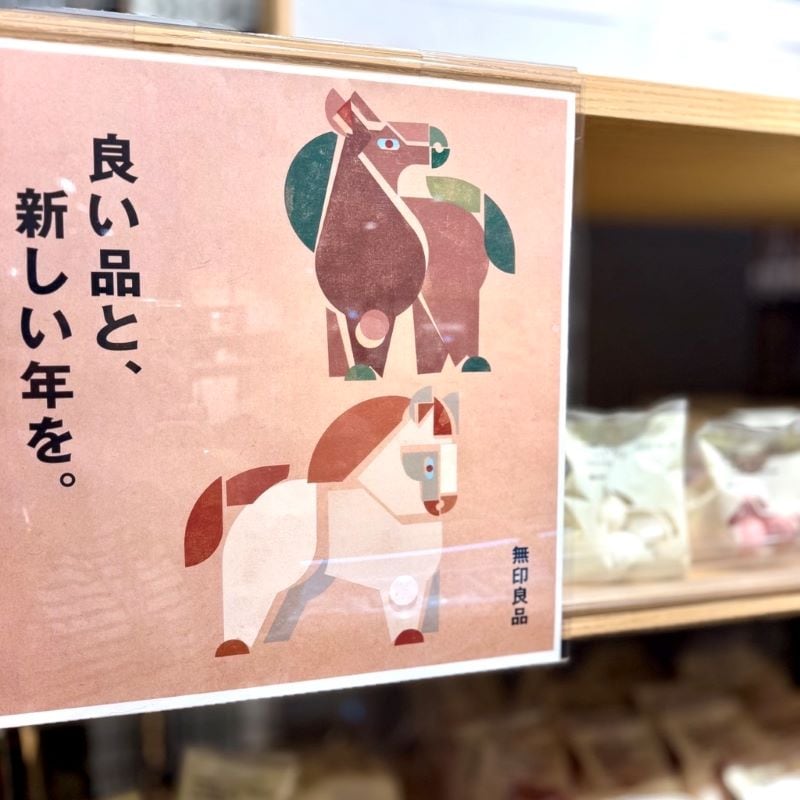 良い品と、
新しい年を。
無印良品